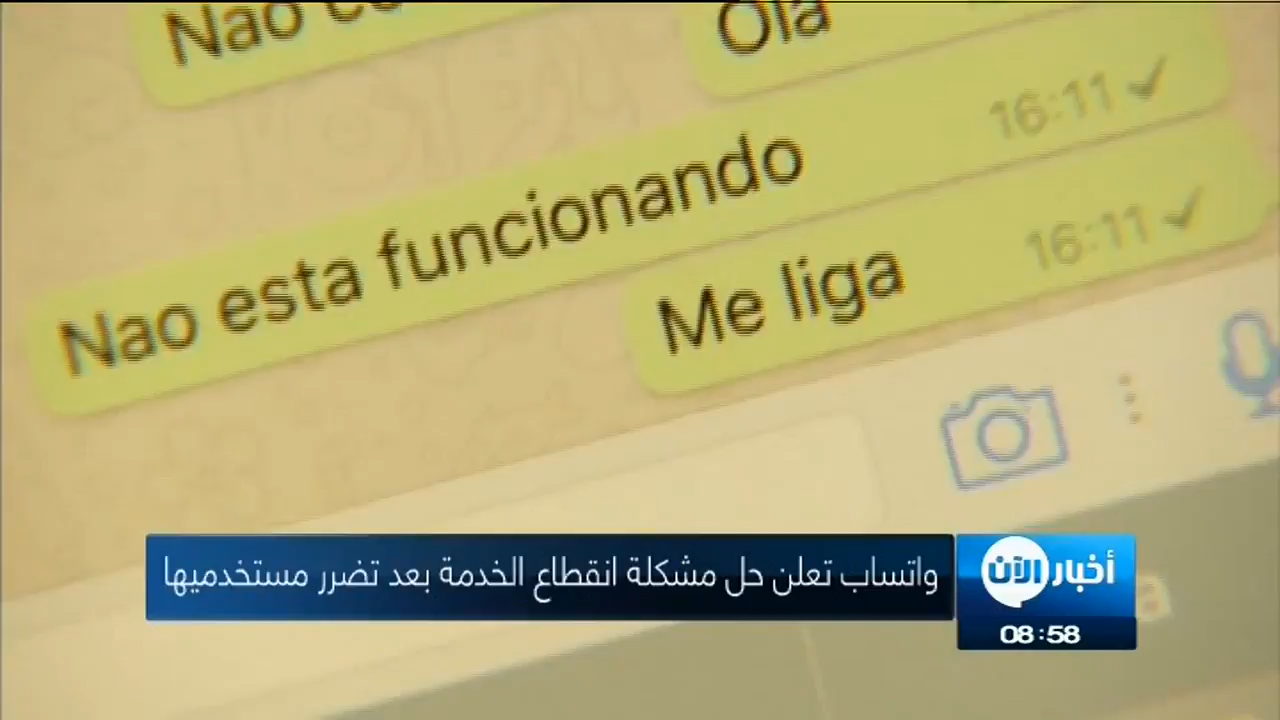 Nao
Ola
16:11
Nao esta funcionando
16:11
Me liga
واتساب تعلن حل مشكلة انقطاع الخدمة بعد تضرر مستخدميها
أخبار الآن
08:58